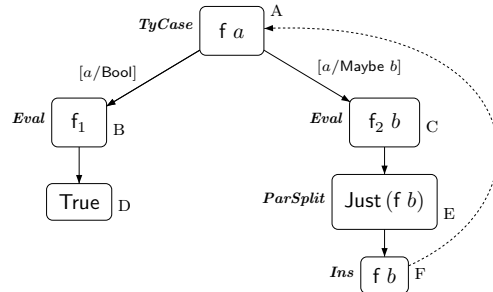 TyCase f a A
[a/Bool] [a/Maybe b]
Eval f₁ B Eval f₂ b C
True D ParSplit Just (f b) E
Ins f b F